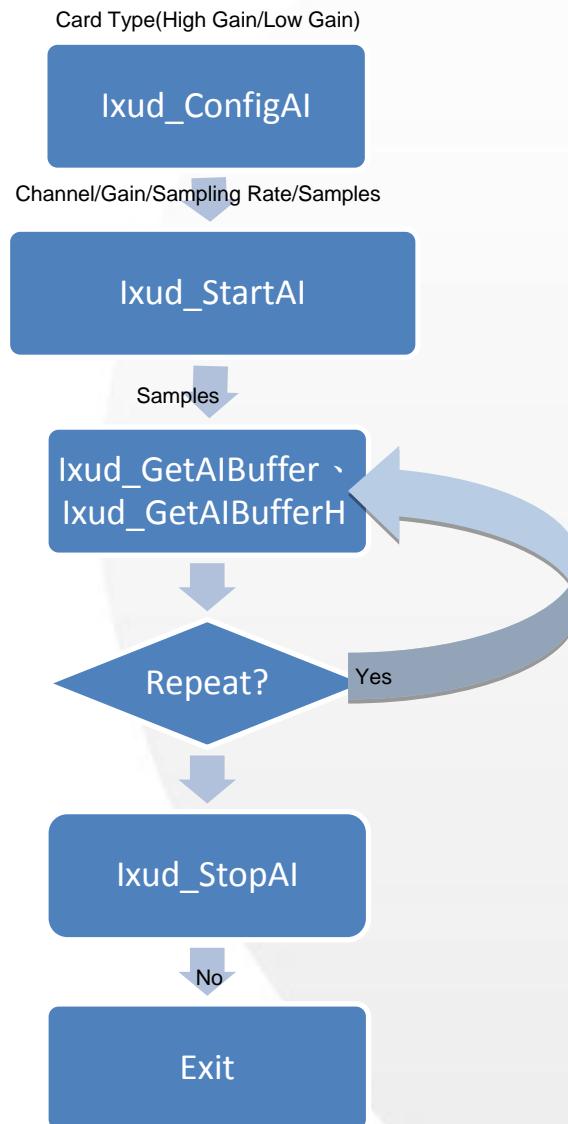 Card Type(High Gain/Low Gain)
Ixud_ConfigAI
Channel/Gain/Sampling Rate/Samples
Ixud_StartAI
Samples
Ixud_GetAIBuffer、
Ixud_GetAIBufferH
Repeat?
Yes
Ixud_StopAI
No
Exit